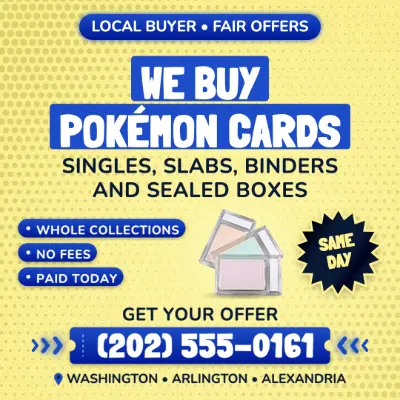 LOCAL BUYER • FAIR OFFERS
WE BUY
POKÉMON CARDS
SINGLES, SLABS, BINDERS
AND SEALED BOXES
• WHOLE COLLECTIONS
• NO FEES
• PAID TODAY
SAME
DAY
GET YOUR OFFER
(202) 555-0161
WASHINGTON • ARLINGTON • ALEXANDRIA